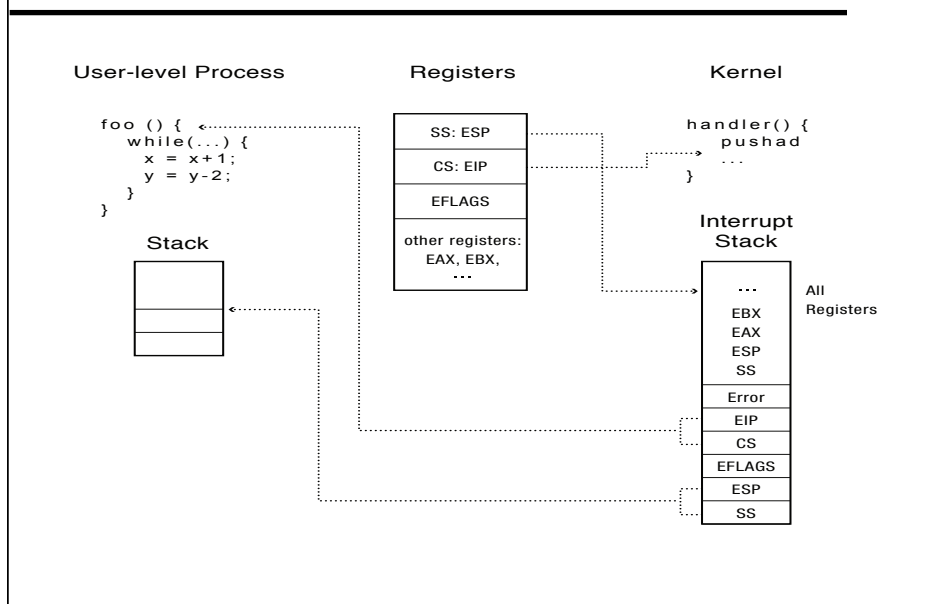 User-level Process
foo () {
while(...) {
x = x+1;
y = y-2;
}
}
Stack
Registers
SS: ESP
CS: EIP
EFLAGS
other registers:
EAX, EBX,
...
Kernel
handler() {
pushad
...
}
Interrupt
Stack
...
EBX
EAX
ESP
SS
All
Registers
Error
EIP
CS
EFLAGS
ESP
SS